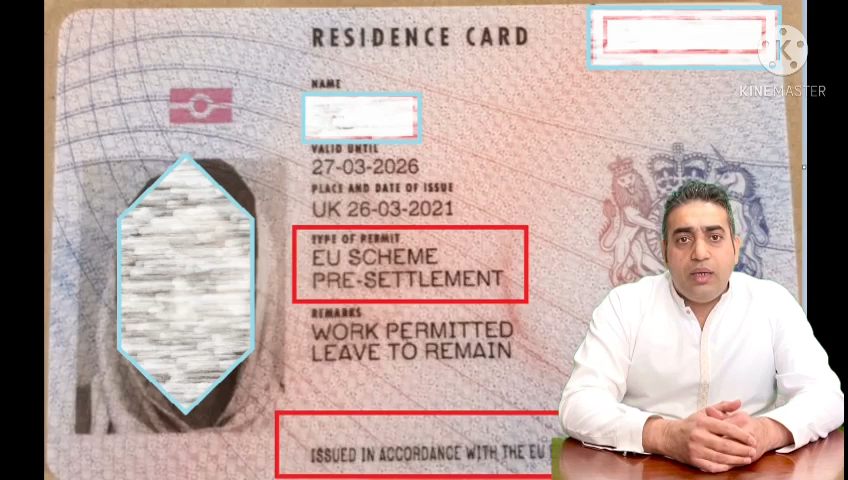 RESIDENCE CARD
NAME
VALID UNTIL
27-03-2026
PLACE AND DATE OF ISSUE
UK 26-03-2021
TYPE OF PERMIT
EU SCHEME
PRE-SETTLEMENT
REMARKS
WORK PERMITTED
LEAVE TO REMAIN
ISSUED IN ACCORDANCE WITH THE EU
KINEMASTER